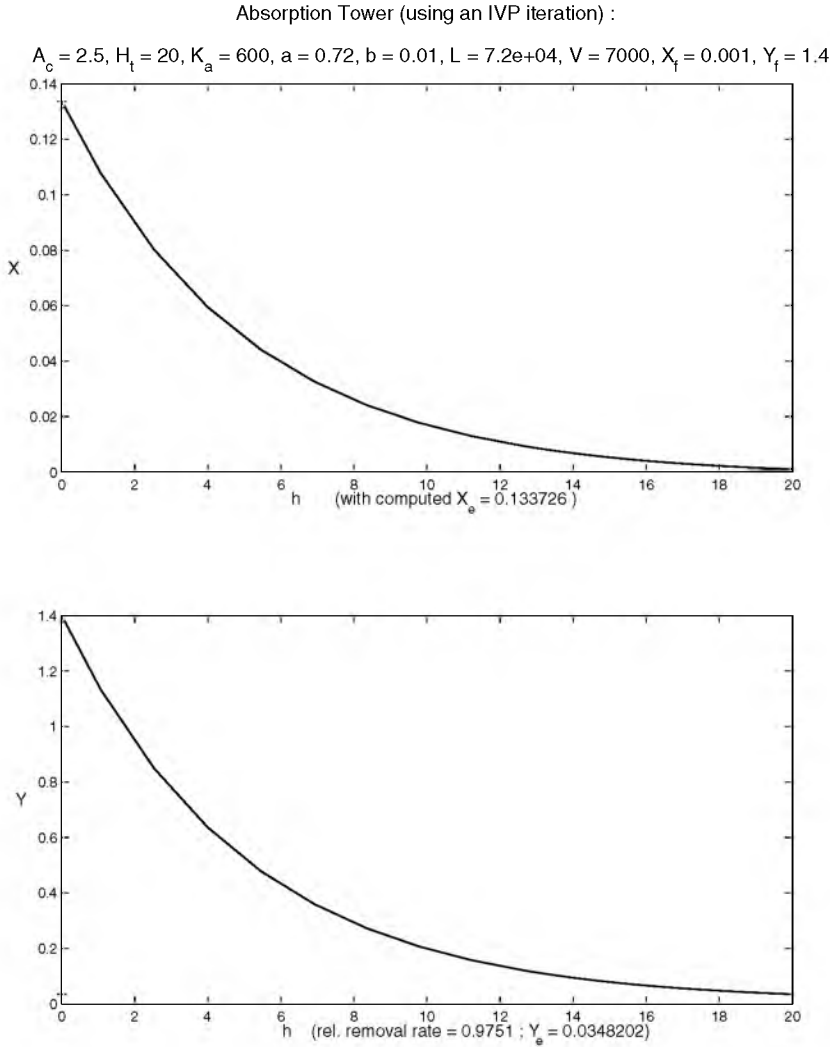 Absorption Tower (using an IVP iteration) :
A_c = 2.5, H_t = 20, K_a = 600, a = 0.72, b = 0.01, L = 7.2e+04, V = 7000, X_f = 0.001, Y_f = 1.4
0.14
0.12
0.1
0.08
X
0.06
0.04
0.02
0
0 2 4 6 8 10 12 14 16 18 20
h (with computed X_e = 0.133726 )
1.4
1.2
1
0.8
Y
0.6
0.4
0.2
0
0 2 4 6 8 10 12 14 16 18 20
h (rel. removal rate = 0.9751 ; Y_e = 0.0348202)